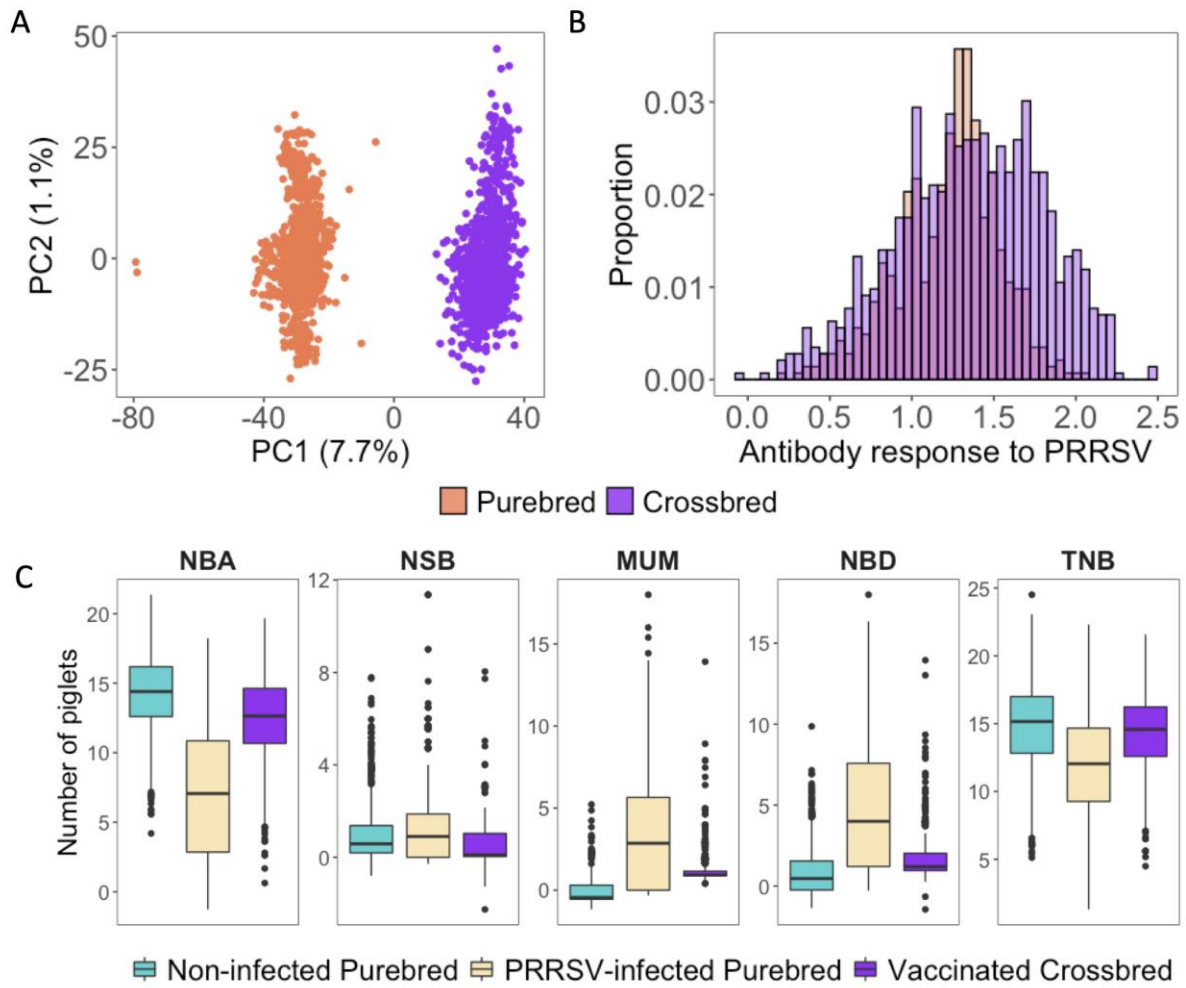 A
50
25
0
-25
PC2 (1.1%)
-80
-40
0
40
PC1 (7.7%)
B
0.03
0.02
0.01
0.00
Proportion
0.0
0.5
1.0
1.5
2.0
2.5
Antibody response to PRRSV
Purebred
Crossbred
C
Number of piglets
NBA
20
15
10
5
0
NSB
12
8
4
0
MUM
15
10
5
0
NBD
15
10
5
0
TNB
25
20
15
10
5
Non-infected Purebred
PRRSV-infected Purebred
Vaccinated Crossbred